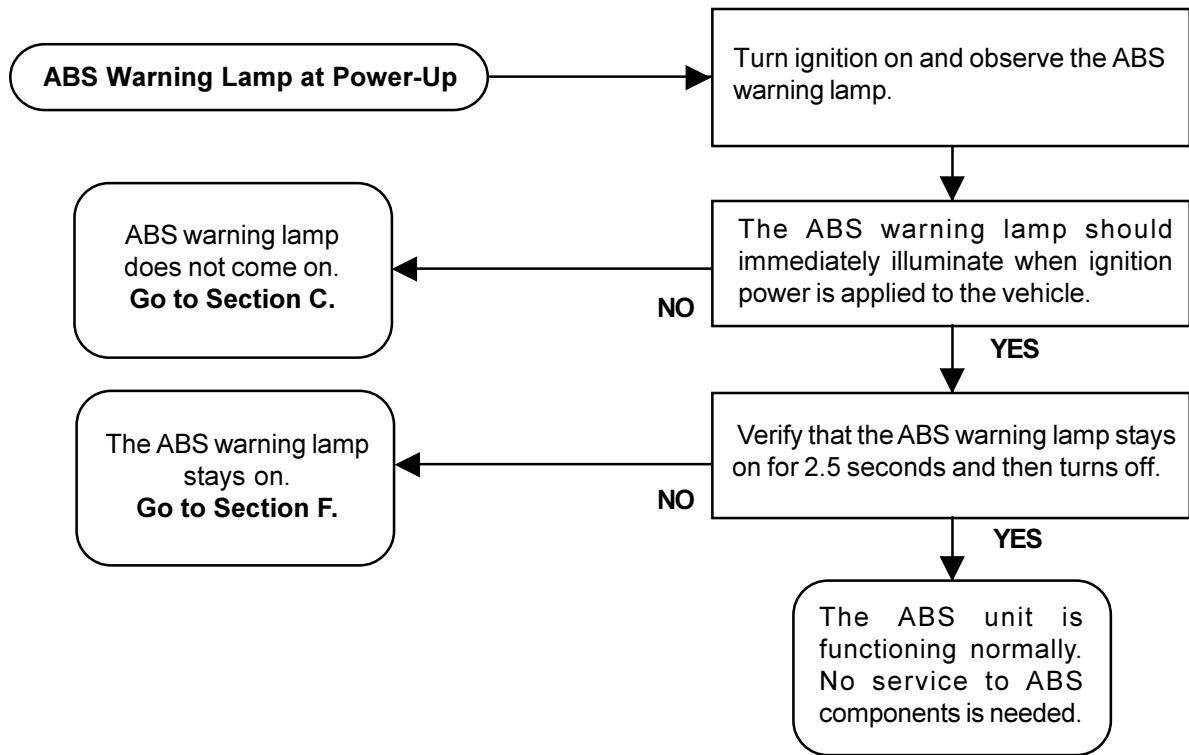 ABS Warning Lamp at Power-Up
Turn ignition on and observe the ABS
warning lamp.
The ABS warning lamp should
immediately illuminate when ignition
power is applied to the vehicle.
NO
ABS warning lamp
does not come on.
Go to Section C.
YES
Verify that the ABS warning lamp stays
on for 2.5 seconds and then turns off.
NO
The ABS warning lamp
stays on.
Go to Section F.
YES
The ABS unit is
functioning normally.
No service to ABS
components is needed.